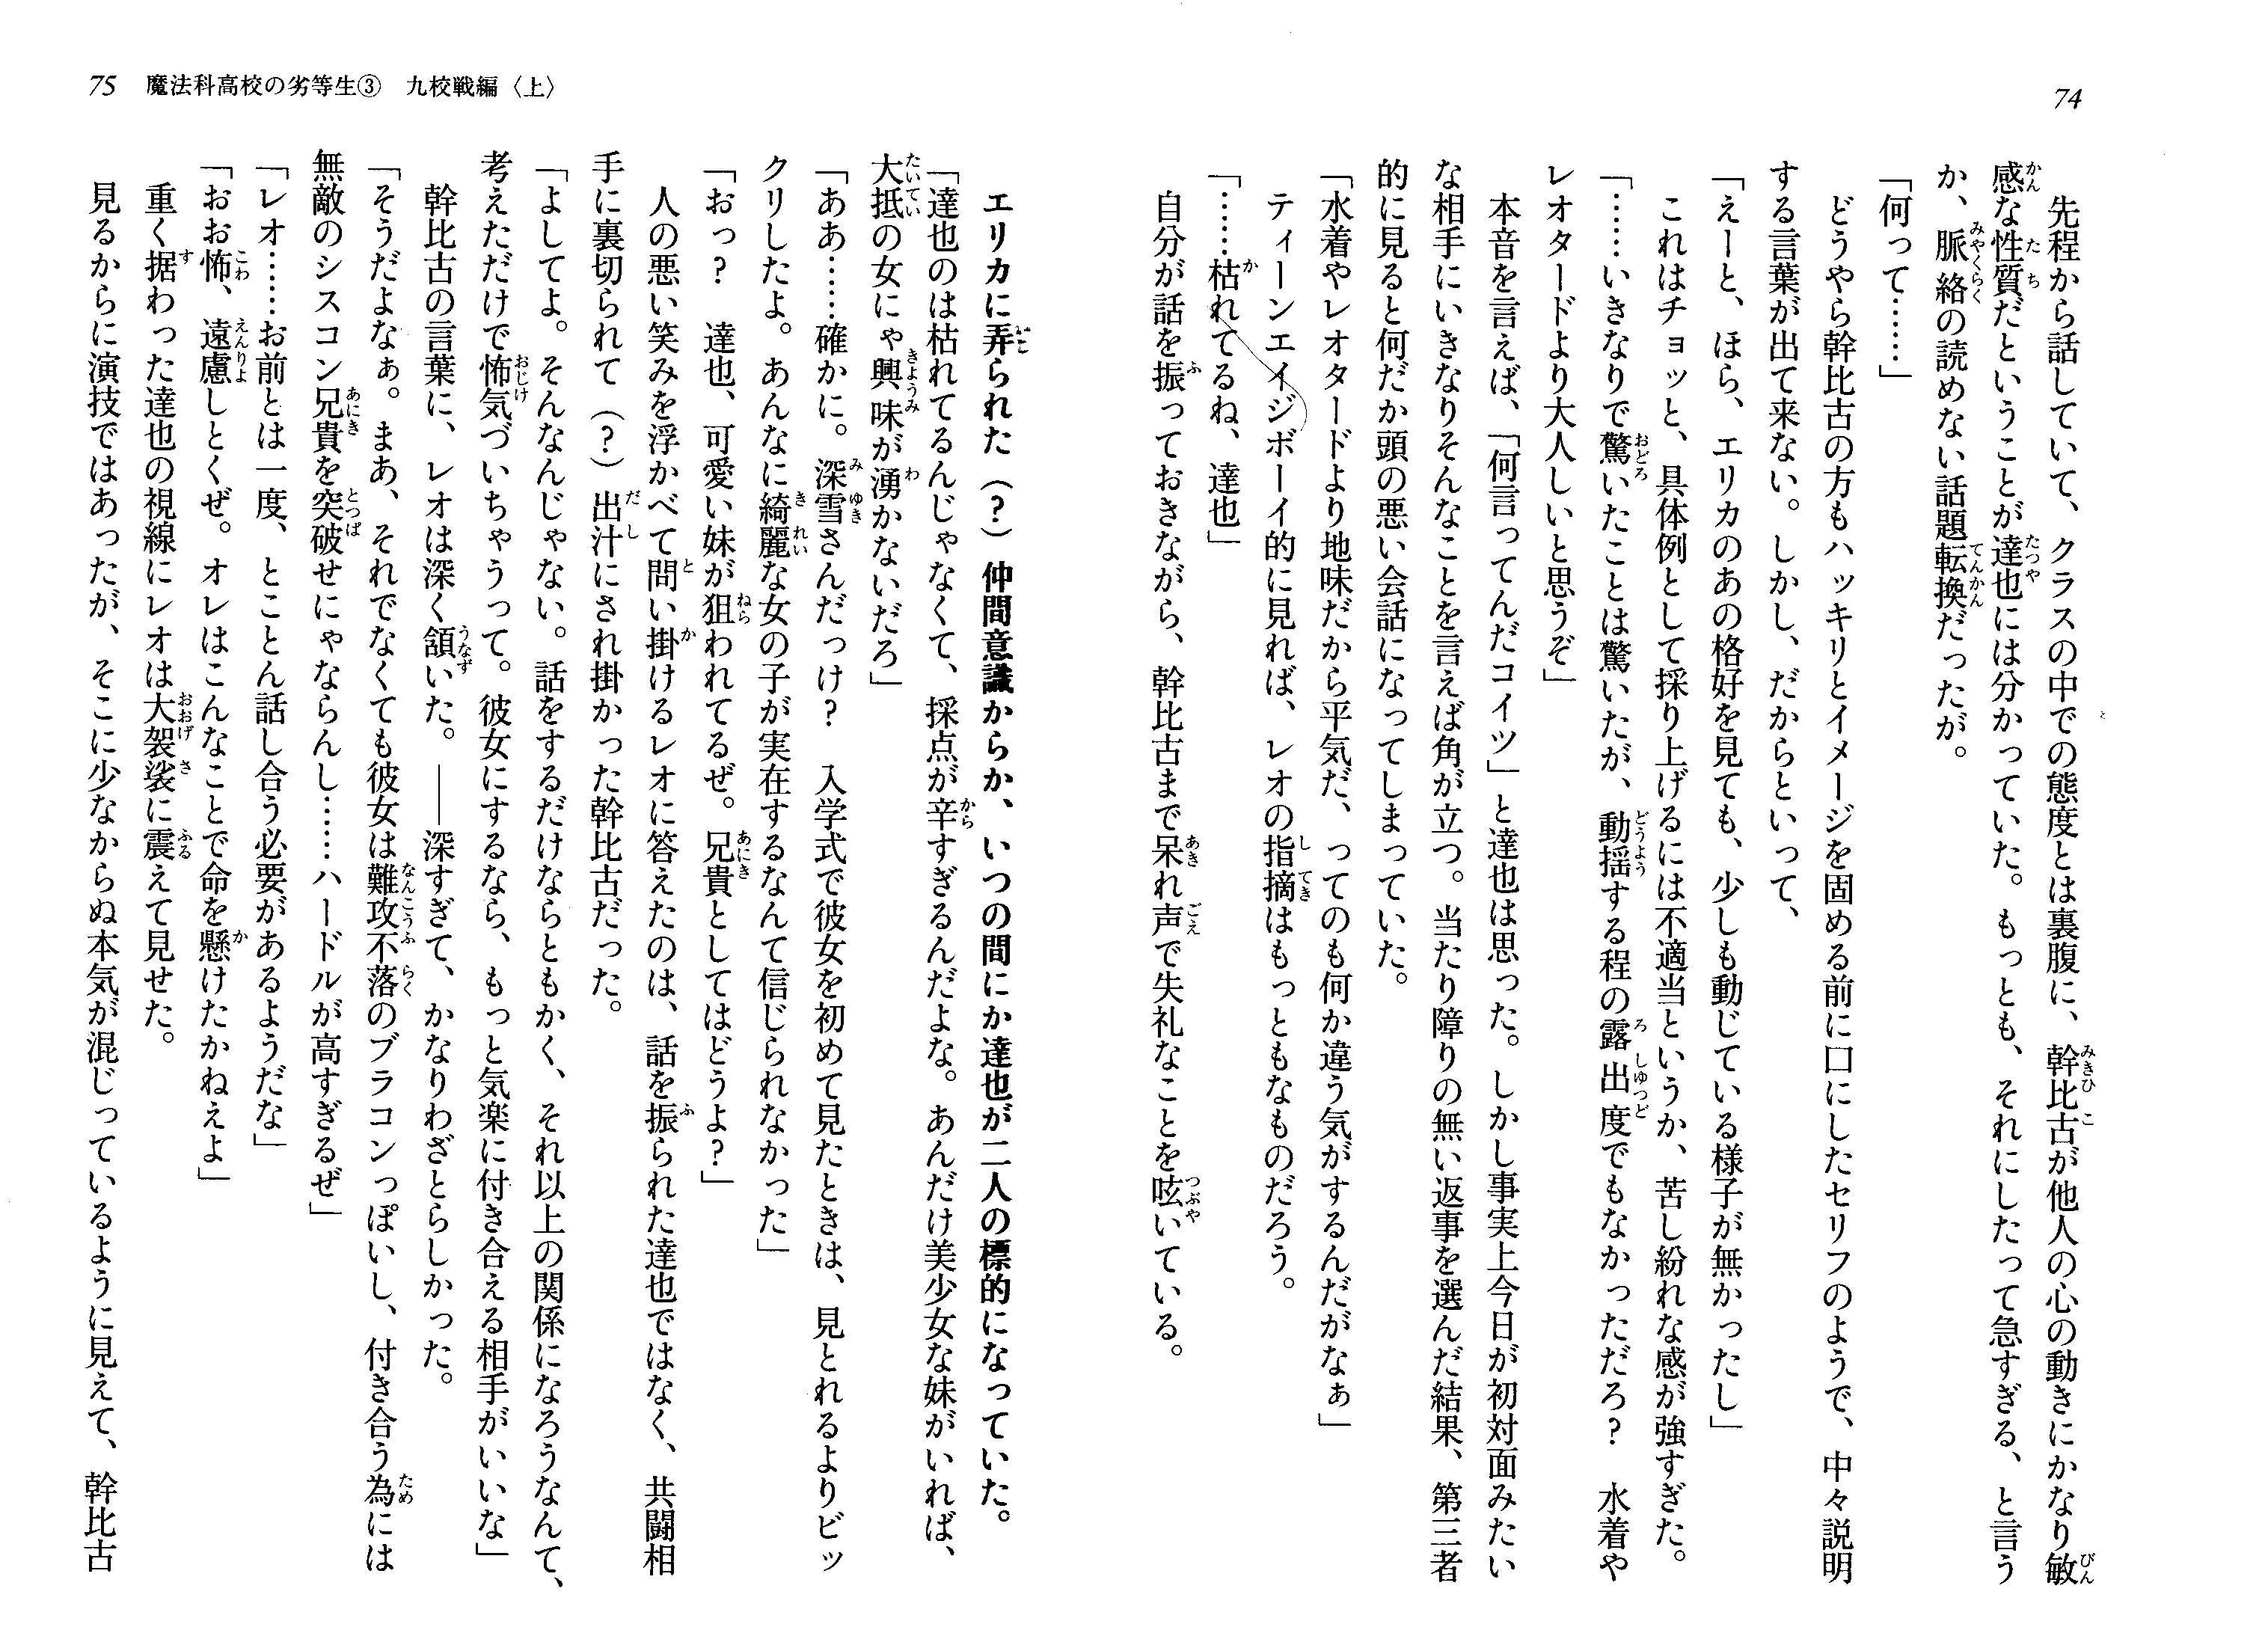 74
先程から話していて、クラスの中での態度とは裏腹に、幹比古が他人の心の動きにかなり敏
感な性質だということが達也には分かっていた。もっとも、それにしたって急すぎる、と言う
か、脈絡の読めない話題転換だったが。
「何って……」
どうやら幹比古の方もハッキリとイメージを固める前に口にしたセリフのようで、中々説明
する言葉が出て来ない。しかし、だからといって、
「えーと、ほら、エリカのあの格好を見ても、少しも動じている様子が無かったし」
これはチョッと、具体例として採り上げるには不適当というか、苦し紛れな感が強すぎた。
「……いきなりで驚いたことは驚いたが、動揺する程の露出度でもなかっただろ？　水着や
レオタードより大人しいと思うぞ」
本音を言えば、「何言ってんだコイツ」と達也は思った。しかし事実上今日が初対面みたい
な相手にいきなりそんなことを言えば角が立つ。当たり障りの無い返事を選んだ結果、第三者
的に見ると何だか頭の悪い会話になってしまっていた。
「水着やレオタードより地味だから平気だ、ってのも何か違う気がするんだがなぁ」
ティーンエイジボーイ的に見れば、レオの指摘はもっともなものだろう。
「……枯れてるね、達也」
自分が話を振っておきながら、幹比古まで呆れ声で失礼なことを呟いている。
75　魔法科高校の劣等生③　九校戦編〈上〉
エリカに弄られた（？）仲間意識からか、いつの間にか達也が二人の標的になっていた。
「達也のは枯れてるんじゃなくて、採点が辛すぎるんだよな。あんだけ美少女な妹がいれば、
大抵の女にゃ興味が湧かないだろ」
「ああ……確かに。深雪さんだっけ？　入学式で彼女を初めて見たときは、見とれるよりビッ
クリしたよ。あんなに綺麗な女の子が実在するなんて信じられなかった」
「おっ？　達也、可愛い妹が狙われてるぜ。兄貴としてはどうよ？」
人の悪い笑みを浮かべて問い掛けるレオに答えたのは、話を振られた達也ではなく、共闘相
手に裏切られて（？）出汁にされ掛かった幹比古だった。
「よしてよ。そんなんじゃない。話をするだけならともかく、それ以上の関係になろうなんて、
考えただけで怖気づいちゃうって。彼女にするなら、もっと気楽に付き合える相手がいいな」
幹比古の言葉に、レオは深く頷いた。――深すぎて、かなりわざとらしかった。
「そうだよなぁ。まあ、それでなくても彼女は難攻不落のブラコンっぽいし、付き合う為には
無敵のシスコン兄貴を突破せにゃならんし……ハードルが高すぎるぜ」
「レオ……お前とは一度、とことん話し合う必要があるようだな」
「おお怖、遠慮しとくぜ。オレはこんなことで命を懸けたかねえよ」
重く据わった達也の視線にレオは大袈裟に震えて見せた。
見るからに演技ではあったが、そこに少なからぬ本気が混じっているように見えて、幹比古